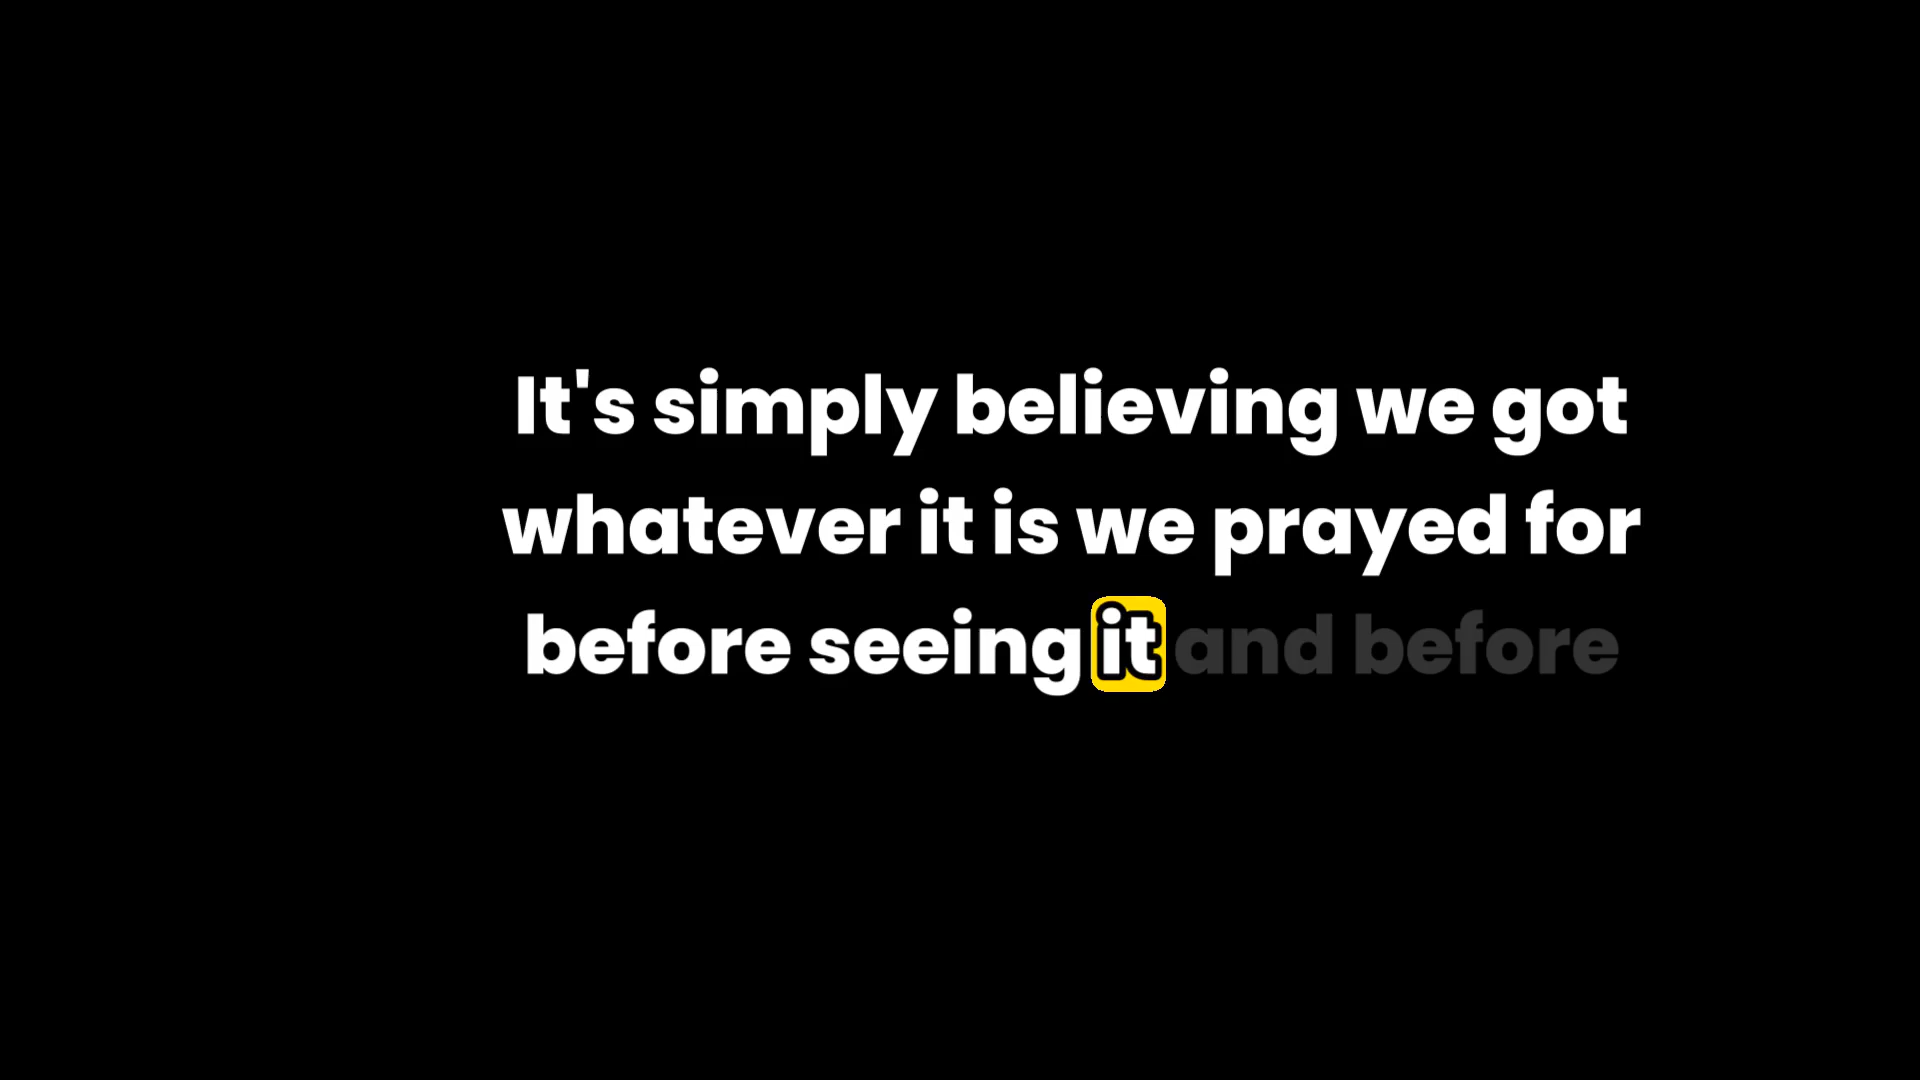 It's simply believing we got
whatever it is we prayed for
before seeing it and before